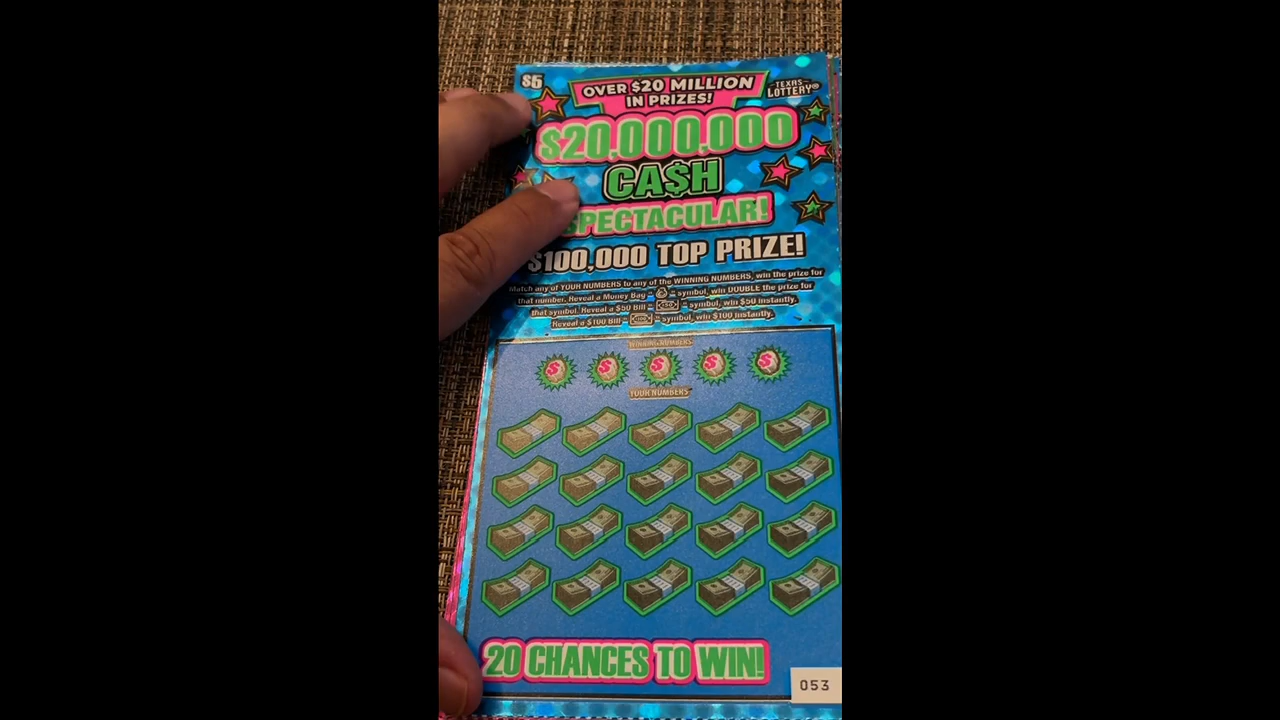 $5
OVER $20 MILLION
IN PRIZES!
TEXAS
LOTTERY®
$20,000,000
CA$H
SPECTACULAR!
$100,000 TOP PRIZE!
Match any of YOUR NUMBERS to any of the WINNING NUMBERS, win the prize for
that number. Reveal a Money Bag " " symbol, win DOUBLE the prize for
that symbol. Reveal a $50 Bill " " symbol, win $50 instantly.
Reveal a $100 Bill " " symbol, win $100 instantly.
WINNING NUMBERS
$ $ $ $ $
YOUR NUMBERS
20 CHANCES TO WIN!
053